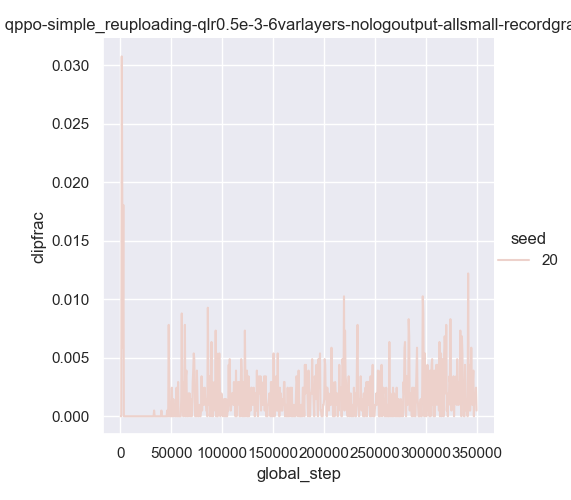 qppo-simple_reuploading-qlr0.5e-3-6varlayers-nologoutput-allsmall-recordgra
0.030
0.025
0.020
0.015
0.010
0.005
0.000
clipfrac
0 50000 100000 150000 200000 250000 300000 350000
global_step
seed
20